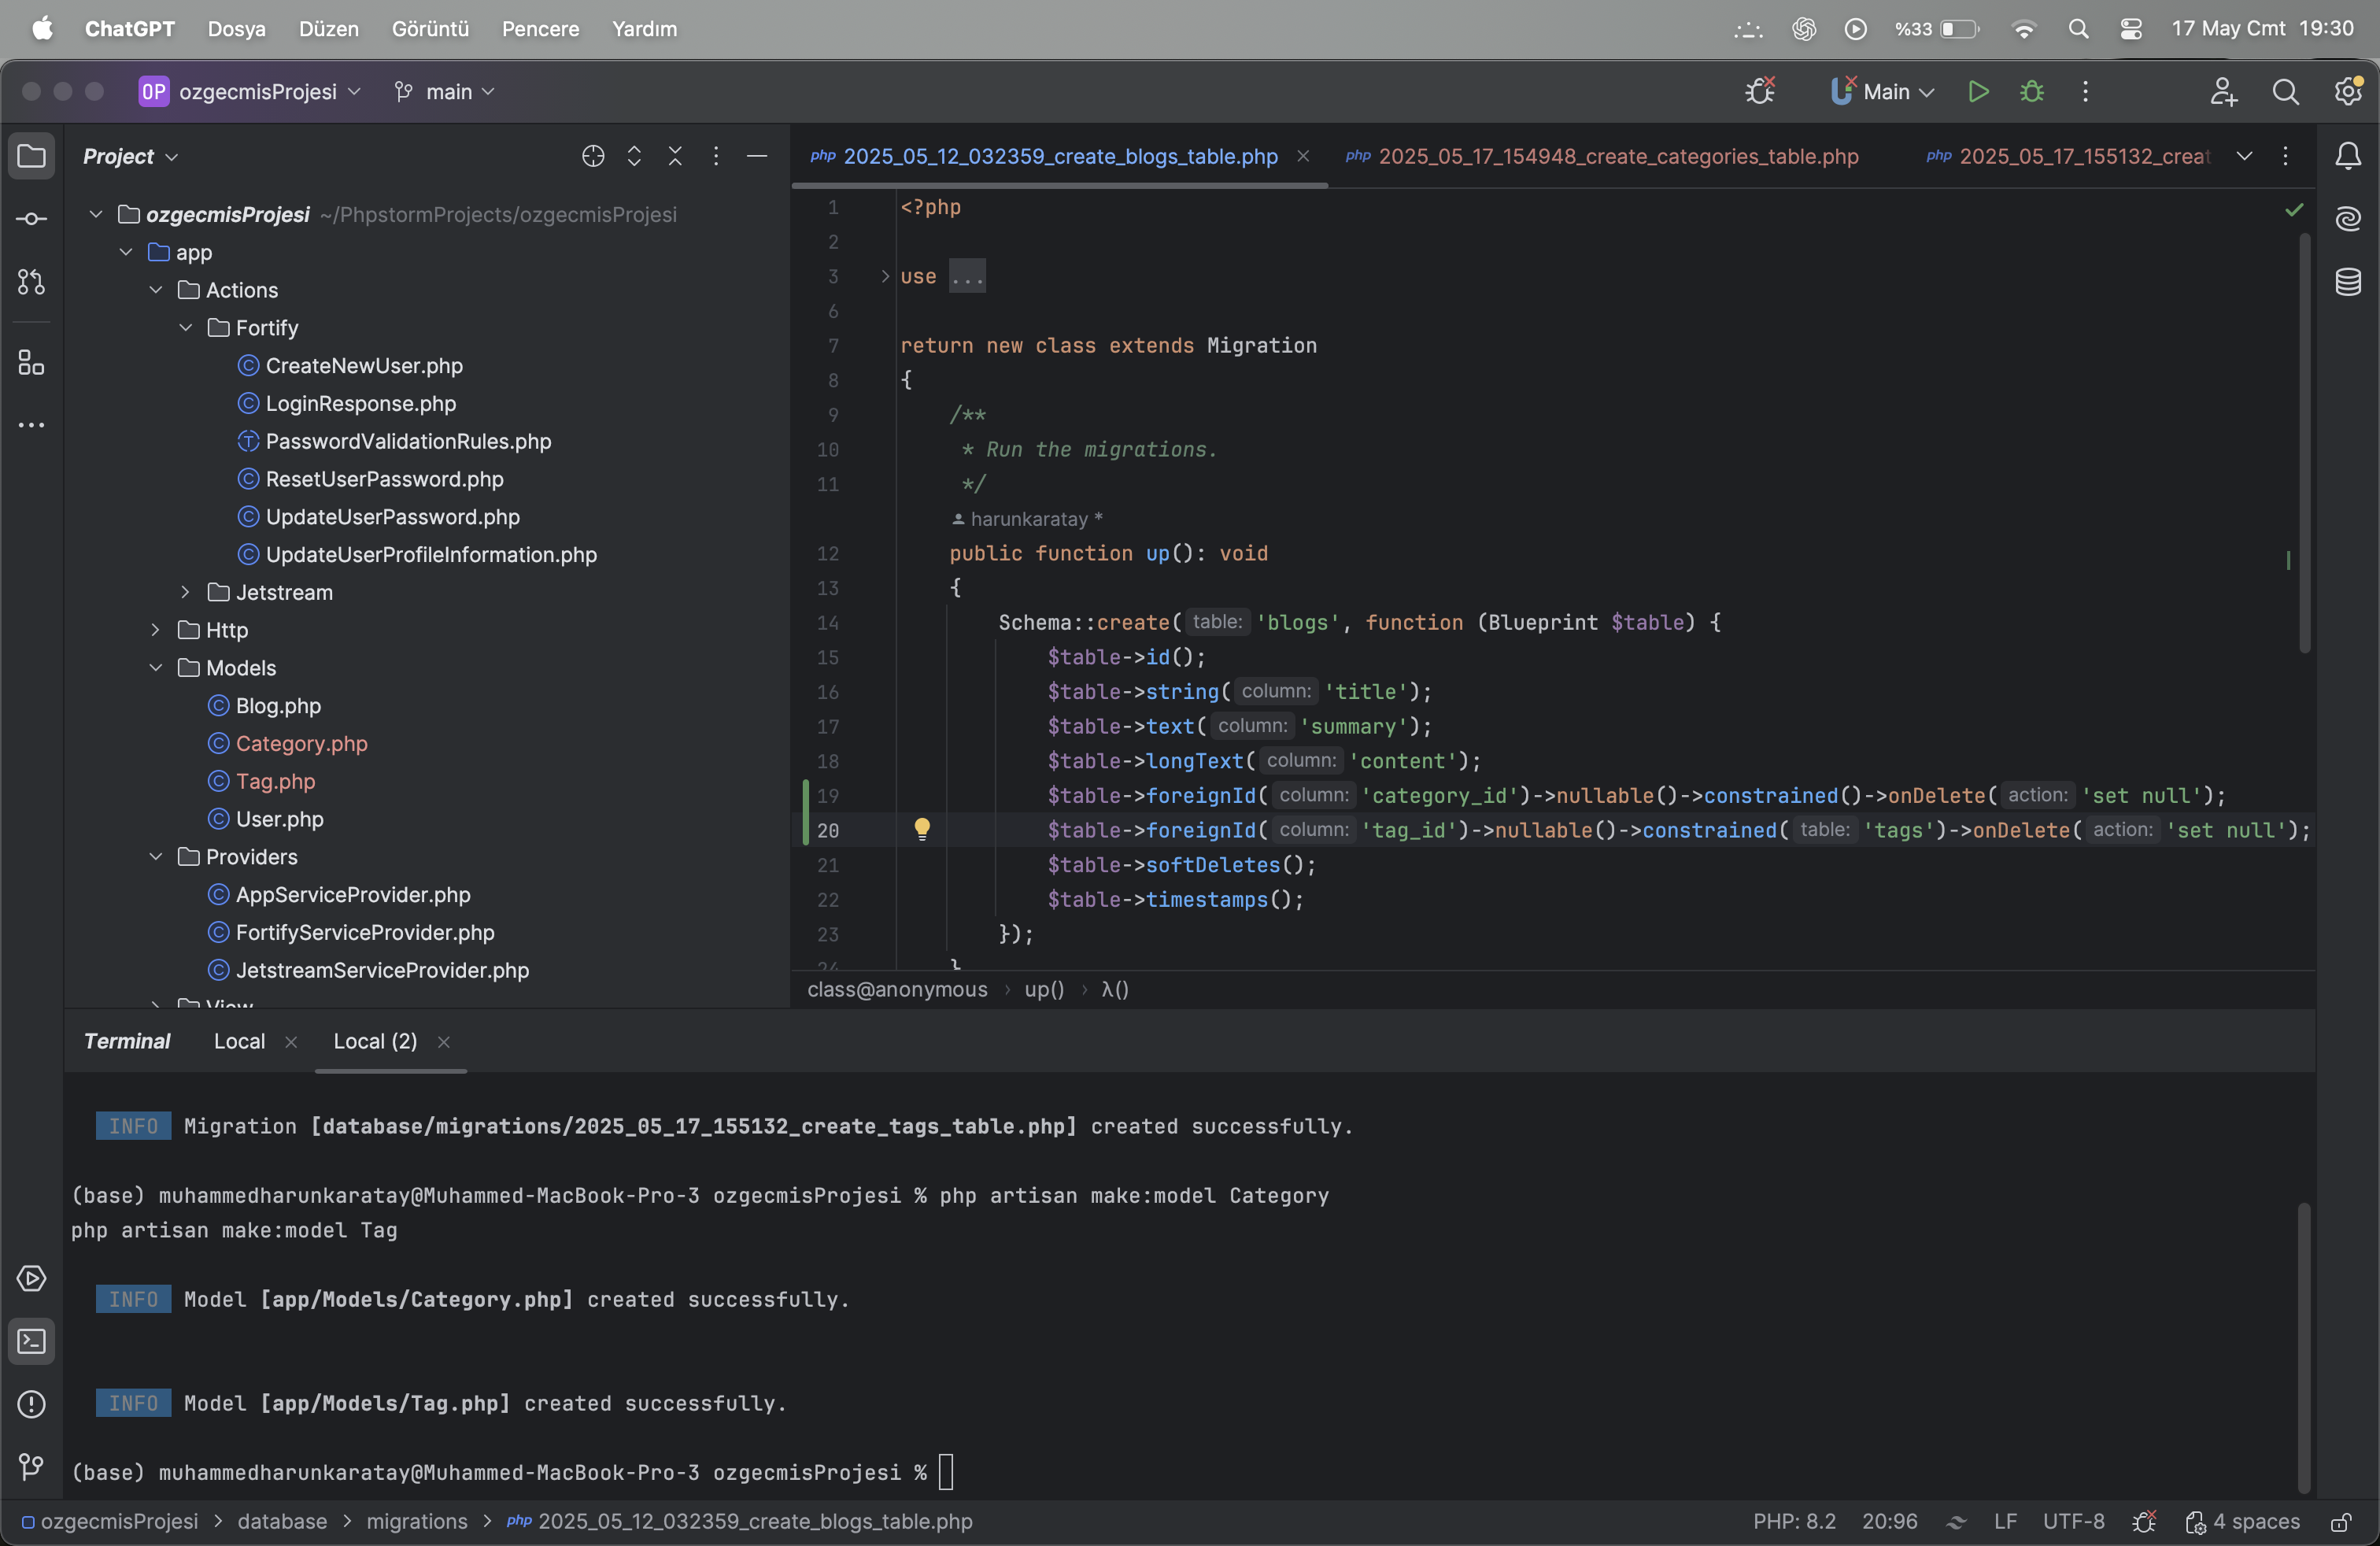 ChatGPT Dosya Düzen Görüntü Pencere Yardım %33 17 May Cmt 19:30
OP ozgecmisProjesi main Main
Project
ozgecmisProjesi ~/PhpstormProjects/ozgecmisProjesi
app
Actions
Fortify
CreateNewUser.php
LoginResponse.php
PasswordValidationRules.php
ResetUserPassword.php
UpdateUserPassword.php
UpdateUserProfileInformation.php
Jetstream
Http
Models
Blog.php
Category.php
Tag.php
User.php
Providers
AppServiceProvider.php
FortifyServiceProvider.php
JetstreamServiceProvider.php
View
php 2025_05_12_032359_create_blogs_table.php php 2025_05_17_154948_create_categories_table.php php 2025_05_17_155132_creat
1 <?php
2
3 use ...
6
7 return new class extends Migration
8 {
9 /**
10 * Run the migrations.
11 */
harunkaratay *
12 public function up(): void
13 {
14 Schema::create( table: 'blogs', function (Blueprint $table) {
15 $table->id();
16 $table->string( column: 'title');
17 $table->text( column: 'summary');
18 $table->longText( column: 'content');
19 $table->foreignId( column: 'category_id')->nullable()->constrained()->onDelete( action: 'set null');
20 $table->foreignId( column: 'tag_id')->nullable()->constrained( table: 'tags')->onDelete( action: 'set null');
21 $table->softDeletes();
22 $table->timestamps();
23 });
24 }
class@anonymous › up() › λ()
Terminal Local Local (2)
INFO Migration [database/migrations/2025_05_17_155132_create_tags_table.php] created successfully.
(base) muhammedharunkaratay@Muhammed-MacBook-Pro-3 ozgecmisProjesi % php artisan make:model Category
php artisan make:model Tag
INFO Model [app/Models/Category.php] created successfully.
INFO Model [app/Models/Tag.php] created successfully.
(base) muhammedharunkaratay@Muhammed-MacBook-Pro-3 ozgecmisProjesi %
ozgecmisProjesi > database > migrations > php 2025_05_12_032359_create_blogs_table.php PHP: 8.2 20:96 LF UTF-8 4 spaces